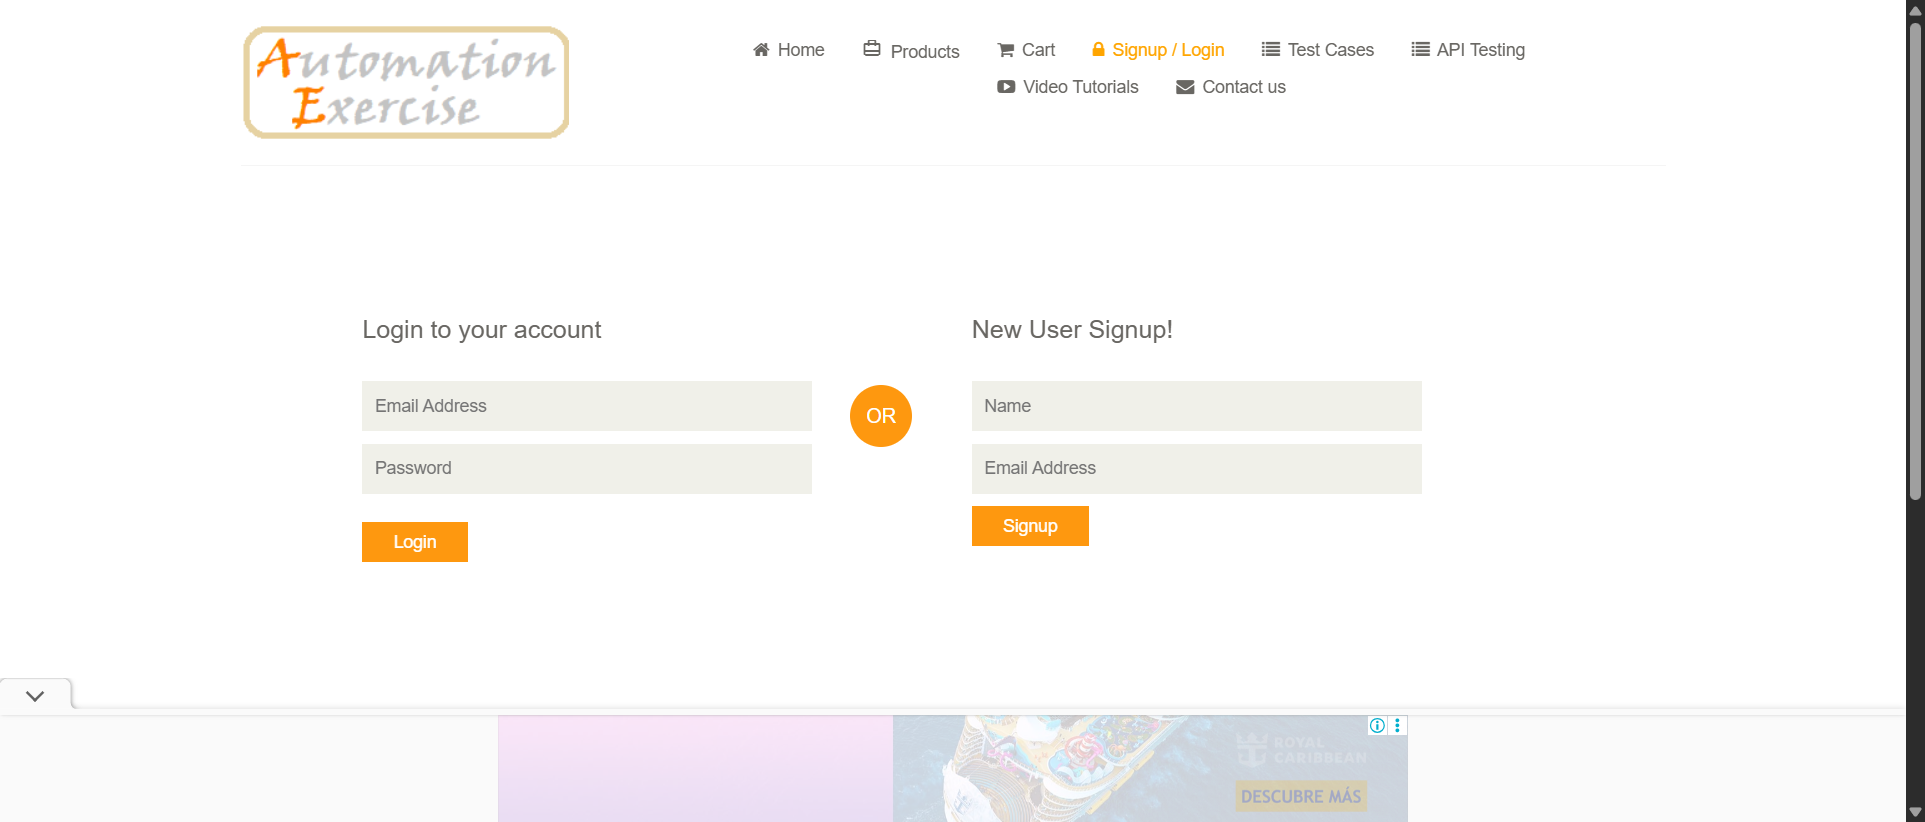 Automation
Exercise
Home
Products
Cart
Signup / Login
Test Cases
API Testing
Video Tutorials
Contact us
Login to your account
Email Address
Password
Login
OR
New User Signup!
Name
Email Address
Signup
ROYAL
CARIBBEAN
DESCUBRE MÁS